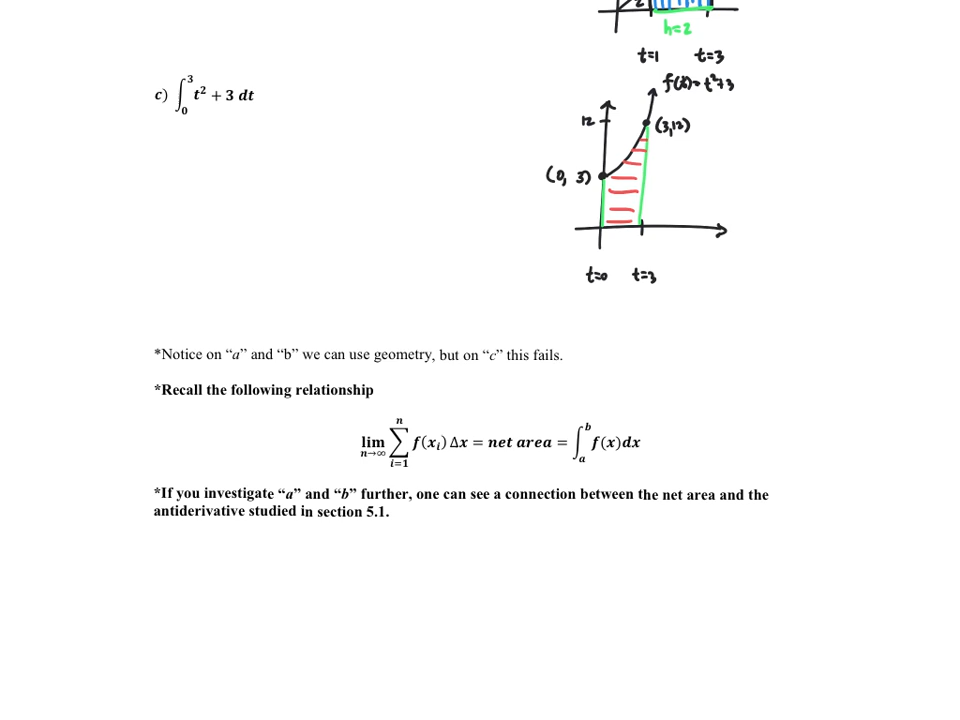 2
h=2
t=1 t=3
f(t)=t²+3
c) ∫₀³ t² + 3 dt
12
(3,12)
(0, 3)
t=0 t=3
*Notice on “a” and “b” we can use geometry, but on “c” this fails.
*Recall the following relationship
lim n→∞ ∑ i=1 n f(xᵢ) Δx = net area = ∫ₐᵇ f(x)dx
*If you investigate “a” and “b” further, one can see a connection between the net area and the
antiderivative studied in section 5.1.